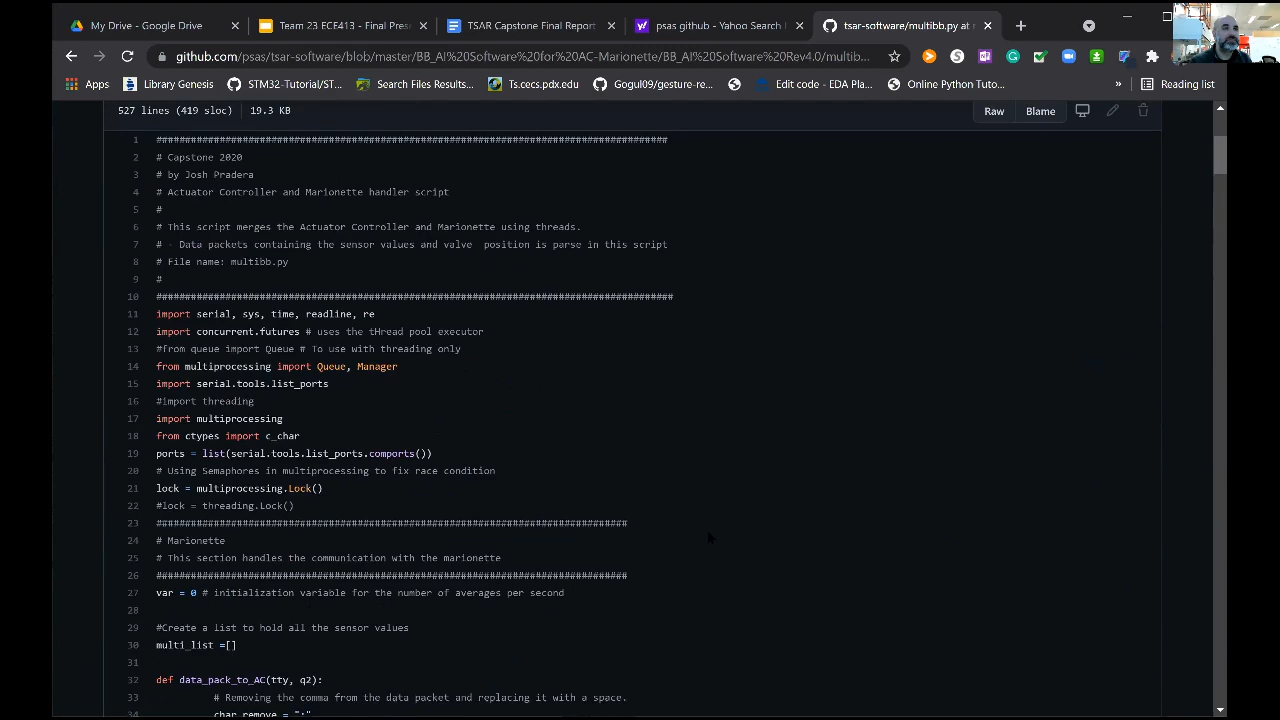 My Drive - Google Drive
Team 23 ECE413 - Final Pres
TSAR Capstone Final Report
psas github - Yahoo Search
tsar-software/multibb.py at
github.com/psas/tsar-software/blob/master/BB_AI%20Software%20for%20AC-Marionette/BB_AI%20Software%20Rev4.0/multib...
Apps
Library Genesis
STM32-Tutorial/ST...
Search Files Results...
Ts.cecs.pdx.edu
Gogul09/gesture-re...
Edit code - EDA Pla...
Online Python Tutor...
»
Reading list
527 lines (419 sloc) | 19.3 KB
Raw
Blame
1 #########################################################################################
2 # Capstone 2020
3 # by Josh Pradera
4 # Actuator Controller and Marionette handler script
5 #
6 # This script merges the Actuator Controller and Marionette using threads.
7 # - Data packets containing the sensor values and valve  position is parse in this script
8 # File name: multibb.py
9 #
10 ##########################################################################################
11 import serial, sys, time, readline, re
12 import concurrent.futures # uses the tHread pool executor
13 #from queue import Queue # To use with threading only
14 from multiprocessing import Queue, Manager
15 import serial.tools.list_ports
16 #import threading
17 import multiprocessing
18 from ctypes import c_char
19 ports = list(serial.tools.list_ports.comports())
20 # Using Semaphores in multiprocessing to fix race condition
21 lock = multiprocessing.Lock()
22 #lock = threading.Lock()
23 ##################################################################################
24 # Marionette
25 # This section handles the communication with the marionette
26 ##################################################################################
27 var = 0 # initialization variable for the number of averages per second
28
29 #Create a list to hold all the sensor values
30 multi_list =[]
31
32 def data_pack_to_AC(tty, q2):
33 # Removing the comma from the data packet and replacing it with a space.
34 char_remove = ":"